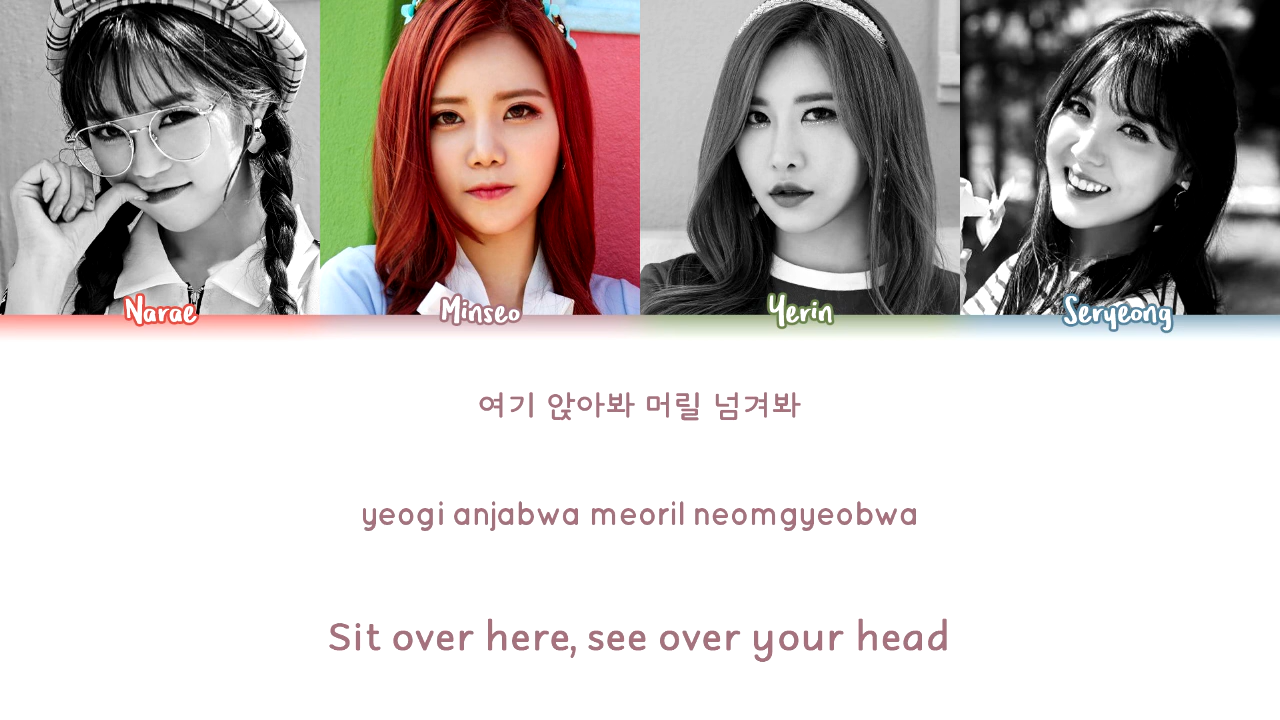 Narae
Minseo
Yerin
Seryeong
여기 앉아봐 머릴 넘겨봐
yeogi anjabwa meoril neomgyeobwa
Sit over here, see over your head